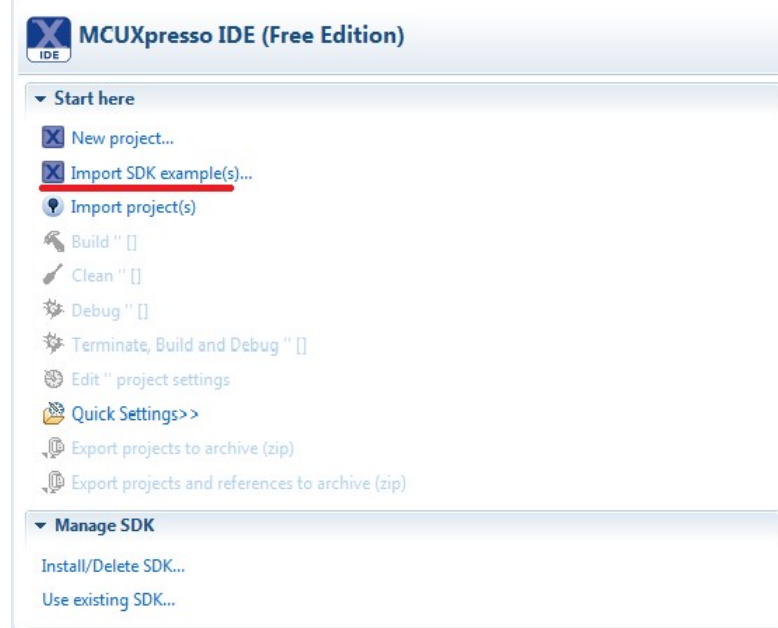 MCUXpresso IDE (Free Edition)
IDE
Start here
New project...
Import SDK example(s)...
Import project(s)
Build '' []
Clean '' []
Debug '' []
Terminate, Build and Debug '' []
Edit '' project settings
Quick Settings>>
Export projects to archive (zip)
Export projects and references to archive (zip)
Manage SDK
Install/Delete SDK...
Use existing SDK...